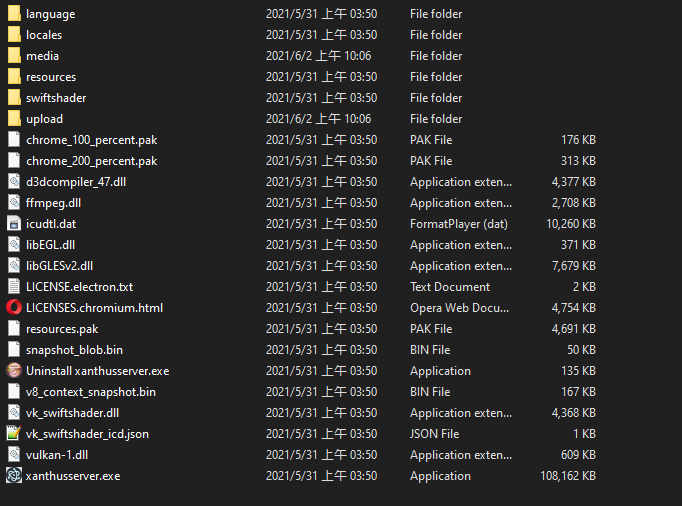 language 2021/5/31 上午 03:50 File folder
locales 2021/5/31 上午 03:50 File folder
media 2021/6/2 上午 10:06 File folder
resources 2021/5/31 上午 03:50 File folder
swiftshader 2021/5/31 上午 03:50 File folder
upload 2021/6/2 上午 10:06 File folder
chrome_100_percent.pak 2021/5/31 上午 03:50 PAK File 176 KB
chrome_200_percent.pak 2021/5/31 上午 03:50 PAK File 313 KB
d3dcompiler_47.dll 2021/5/31 上午 03:50 Application exten... 4,377 KB
ffmpeg.dll 2021/5/31 上午 03:50 Application exten... 2,708 KB
icudtl.dat 2021/5/31 上午 03:50 FormatPlayer (dat) 10,260 KB
libEGL.dll 2021/5/31 上午 03:50 Application exten... 371 KB
libGLESv2.dll 2021/5/31 上午 03:50 Application exten... 7,679 KB
LICENSE.electron.txt 2021/5/31 上午 03:50 Text Document 2 KB
LICENSES.chromium.html 2021/5/31 上午 03:50 Opera Web Docu... 4,754 KB
resources.pak 2021/5/31 上午 03:50 PAK File 4,691 KB
snapshot_blob.bin 2021/5/31 上午 03:50 BIN File 50 KB
Uninstall xanthusserver.exe 2021/5/31 上午 03:50 Application 135 KB
v8_context_snapshot.bin 2021/5/31 上午 03:50 BIN File 167 KB
vk_swiftshader.dll 2021/5/31 上午 03:50 Application exten... 4,368 KB
vk_swiftshader_icd.json 2021/5/31 上午 03:50 JSON File 1 KB
vulkan-1.dll 2021/5/31 上午 03:50 Application exten... 609 KB
xanthusserver.exe 2021/5/31 上午 03:50 Application 108,162 KB